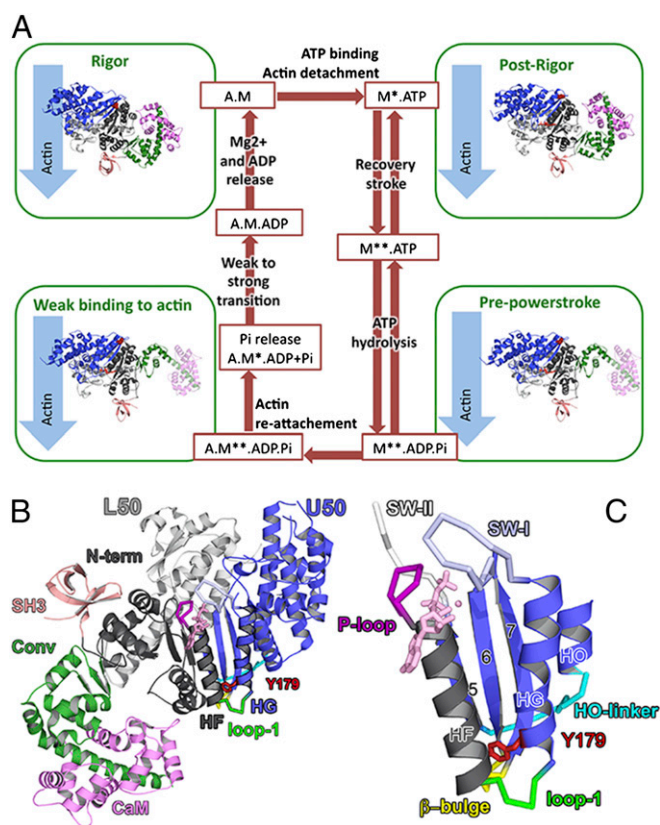 A
Rigor
Actin
A.M
ATP binding
Actin detachment
M*.ATP
Post-Rigor
Actin
Mg2+
and ADP
release
Recovery
stroke
A.M.ADP
M**.ATP
Weak to
strong
transition
ATP
hydrolysis
Weak binding to actin
Actin
Pi release
A.M*.ADP+Pi
Pre-powerstroke
Actin
Actin
re-attachement
A.M**.ADP.Pi
M**.ADP.Pi
B
L50
U50
N-term
SH3
Conv
Y179
HF
HG
loop-1
CaM
C
SW-II
SW-I
P-loop
7
6
5
HO
HG
HF
HO-linker
Y179
β-bulge
loop-1